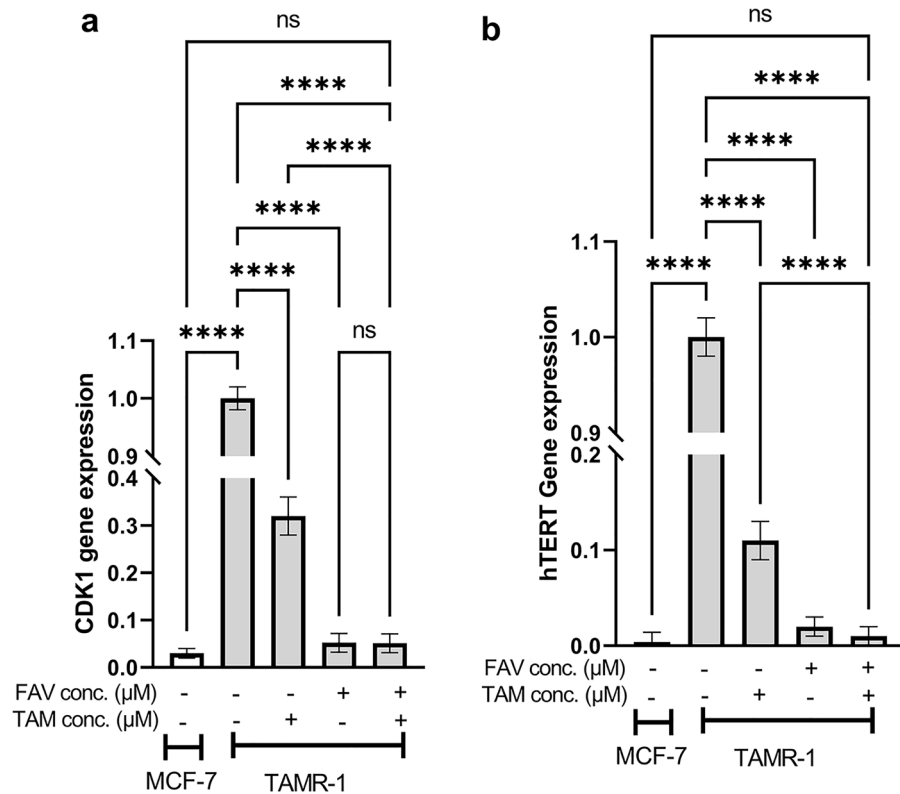 a
ns
****
****
****
****
****
ns
1.1
1.0
0.9
0.4
0.3
0.2
0.1
0.0
CDK1 gene expression
FAV conc. (µM) - - - + +
TAM conc. (µM) - - + - +
MCF-7 TAMR-1
b
ns
****
****
****
**** ****
1.1
1.0
0.9
0.2
0.1
0.0
hTERT Gene expression
FAV conc. (µM) - - - + +
TAM conc. (µM) - - + - +
MCF-7 TAMR-1